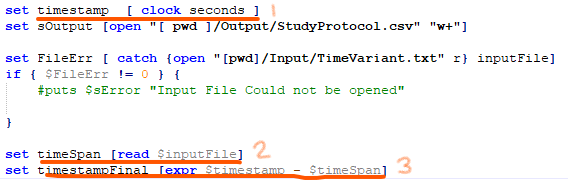 set timestamp [ clock seconds ] 1
set sOutput [open "[ pwd ]/Output/StudyProtocol.csv" "w+"]
set FileErr [ catch {open "[pwd]/Input/TimeVariant.txt" r} inputFile]
if { $FileErr != 0 } {
#puts $sError "Input File Could not be opened"
}
set timeSpan [read $inputFile] 2
set timestampFinal [expr $timestamp - $timeSpan] 3